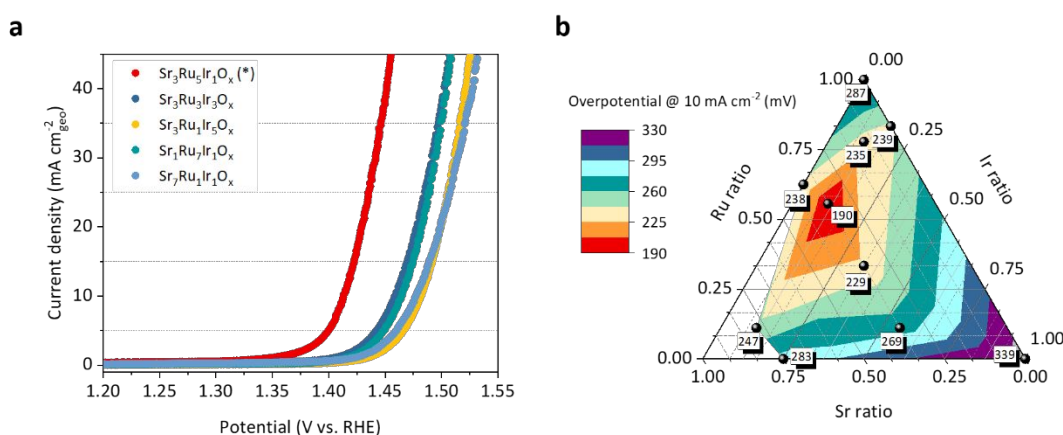 a
Current density (mA cm⁻²geo)
40
30
20
10
0
Sr₃Ru₅Ir₁Oₓ (*)
Sr₃Ru₃Ir₃Oₓ
Sr₃Ru₁Ir₅Oₓ
Sr₁Ru₇Ir₁Oₓ
Sr₇Ru₁Ir₁Oₓ
1.20 1.25 1.30 1.35 1.40 1.45 1.50 1.55
Potential (V vs. RHE)
b
Overpotential @ 10 mA cm⁻² (mV)
330
295
260
225
190
0.00
1.00
287
0.25
239
0.75
235
Ru ratio
Ir ratio
238
190
0.50
0.50
229
0.75
0.25
247
269
1.00
0.00
283
339
1.00 0.75 0.50 0.25 0.00
Sr ratio